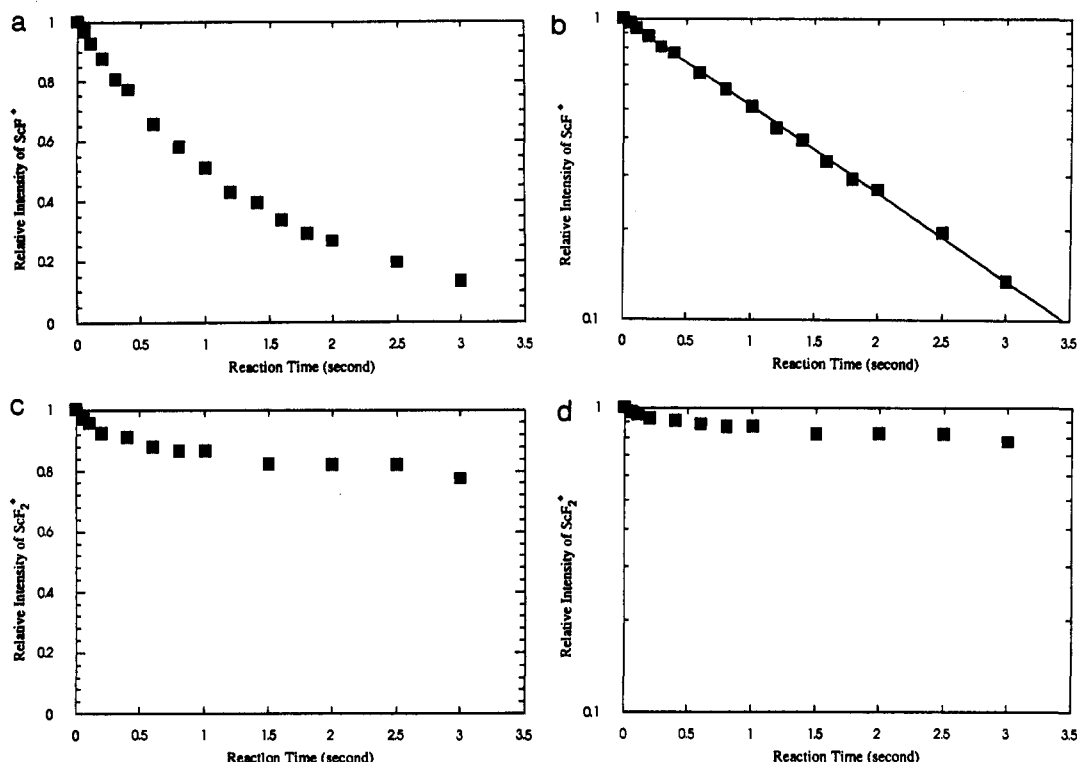 a
1
0.8
0.6
0.4
0.2
0
0 0.5 1 1.5 2 2.5 3 3.5
Relative Intensity of ScF⁺
Reaction Time (second)
b
1
0.1
0 0.5 1 1.5 2 2.5 3 3.5
Relative Intensity of ScF⁺
Reaction Time (second)
c
1
0.8
0.6
0.4
0.2
0
0 0.5 1 1.5 2 2.5 3 3.5
Relative Intensity of ScF₂⁺
Reaction Time (second)
d
1
0.1
0 0.5 1 1.5 2 2.5 3 3.5
Relative Intensity of ScF₂⁺
Reaction Time (second)